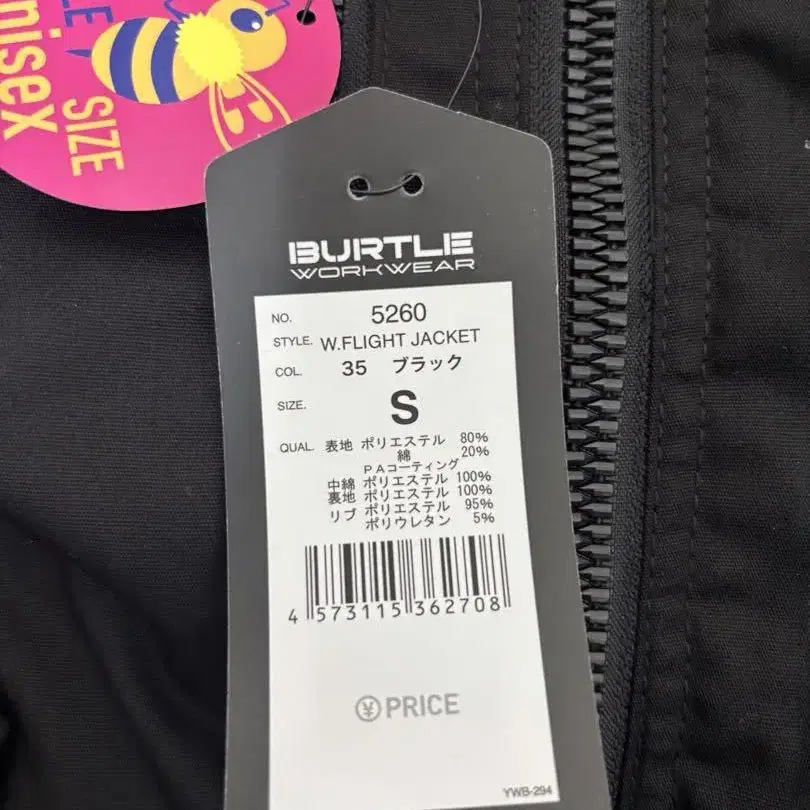 LE
SIZE
nisex
BURTLE
WORKWEAR
NO. 5260
STYLE. W.FLIGHT JACKET
COL. 35 ブラック
SIZE. S
QUAL. 表地 ポリエステル 80%
綿 20%
PAコーティング
中綿 ポリエステル 100%
裏地 ポリエステル 100%
リブ ポリエステル 95%
ポリウレタン 5%
4 573115 362708
¥ PRICE
YWB-294